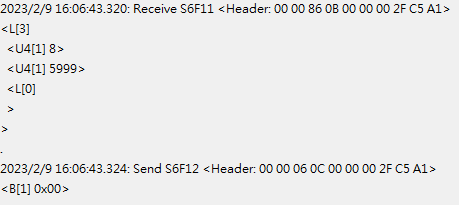 2023/2/9 16:06:43.320: Receive S6F11 <Header: 00 00 86 0B 00 00 00 2F C5 A1>
<L[3]
<U4[1] 8>
<U4[1] 5999>
<L[0]
>
>
.
2023/2/9 16:06:43.324: Send S6F12 <Header: 00 00 06 0C 00 00 00 2F C5 A1>
<B[1] 0x00>